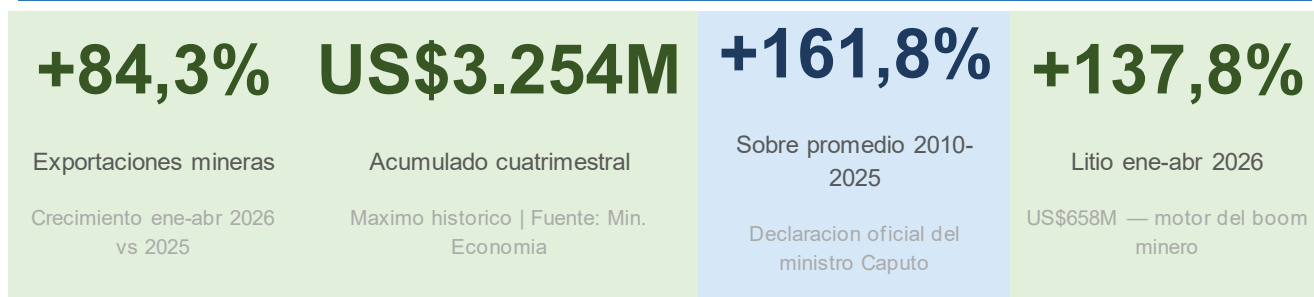 +84,3%
Exportaciones mineras
Crecimiento ene-abr 2026
vs 2025
US$3.254M
Acumulado cuatrimestral
Maximo historico | Fuente: Min.
Economia
+161,8%
Sobre promedio 2010-
2025
Declaracion oficial del
ministro Caputo
+137,8%
Litio ene-abr 2026
US$658M — motor del boom
minero